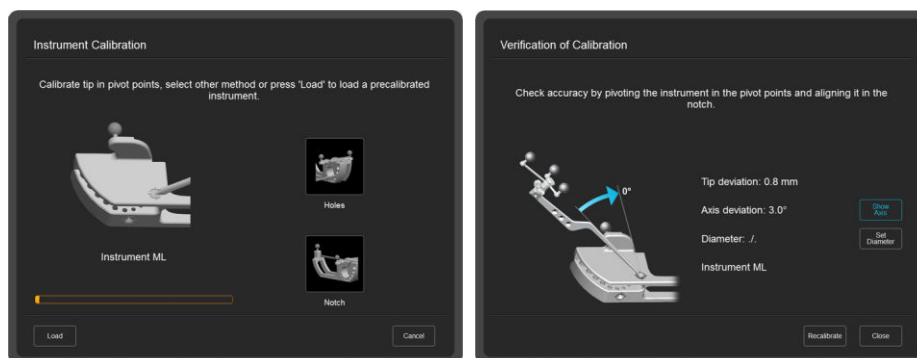 Instrument Calibration
Calibrate tip in pivot points, select other method or press 'Load' to load a precalibrated
instrument.
Holes
Instrument ML
Notch
Load
Cancel
Verification of Calibration
Check accuracy by pivoting the instrument in the pivot points and aligning it in the
notch.
0°
Tip deviation: 0.8 mm
Axis deviation: 3.0°
Show
Axis
Diameter: ./.
Set
Diameter
Instrument ML
Recalibrate
Close